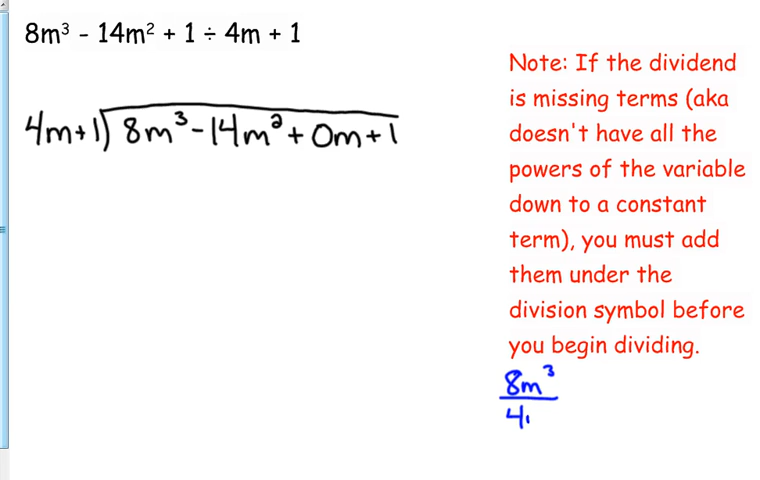 8m³ - 14m² + 1 ÷ 4m + 1
4m+1) 8m³ - 14m² + 0m + 1
Note: If the dividend
is missing terms (aka
doesn't have all the
powers of the variable
down to a constant
term), you must add
them under the
division symbol before
you begin dividing.
8m³
4